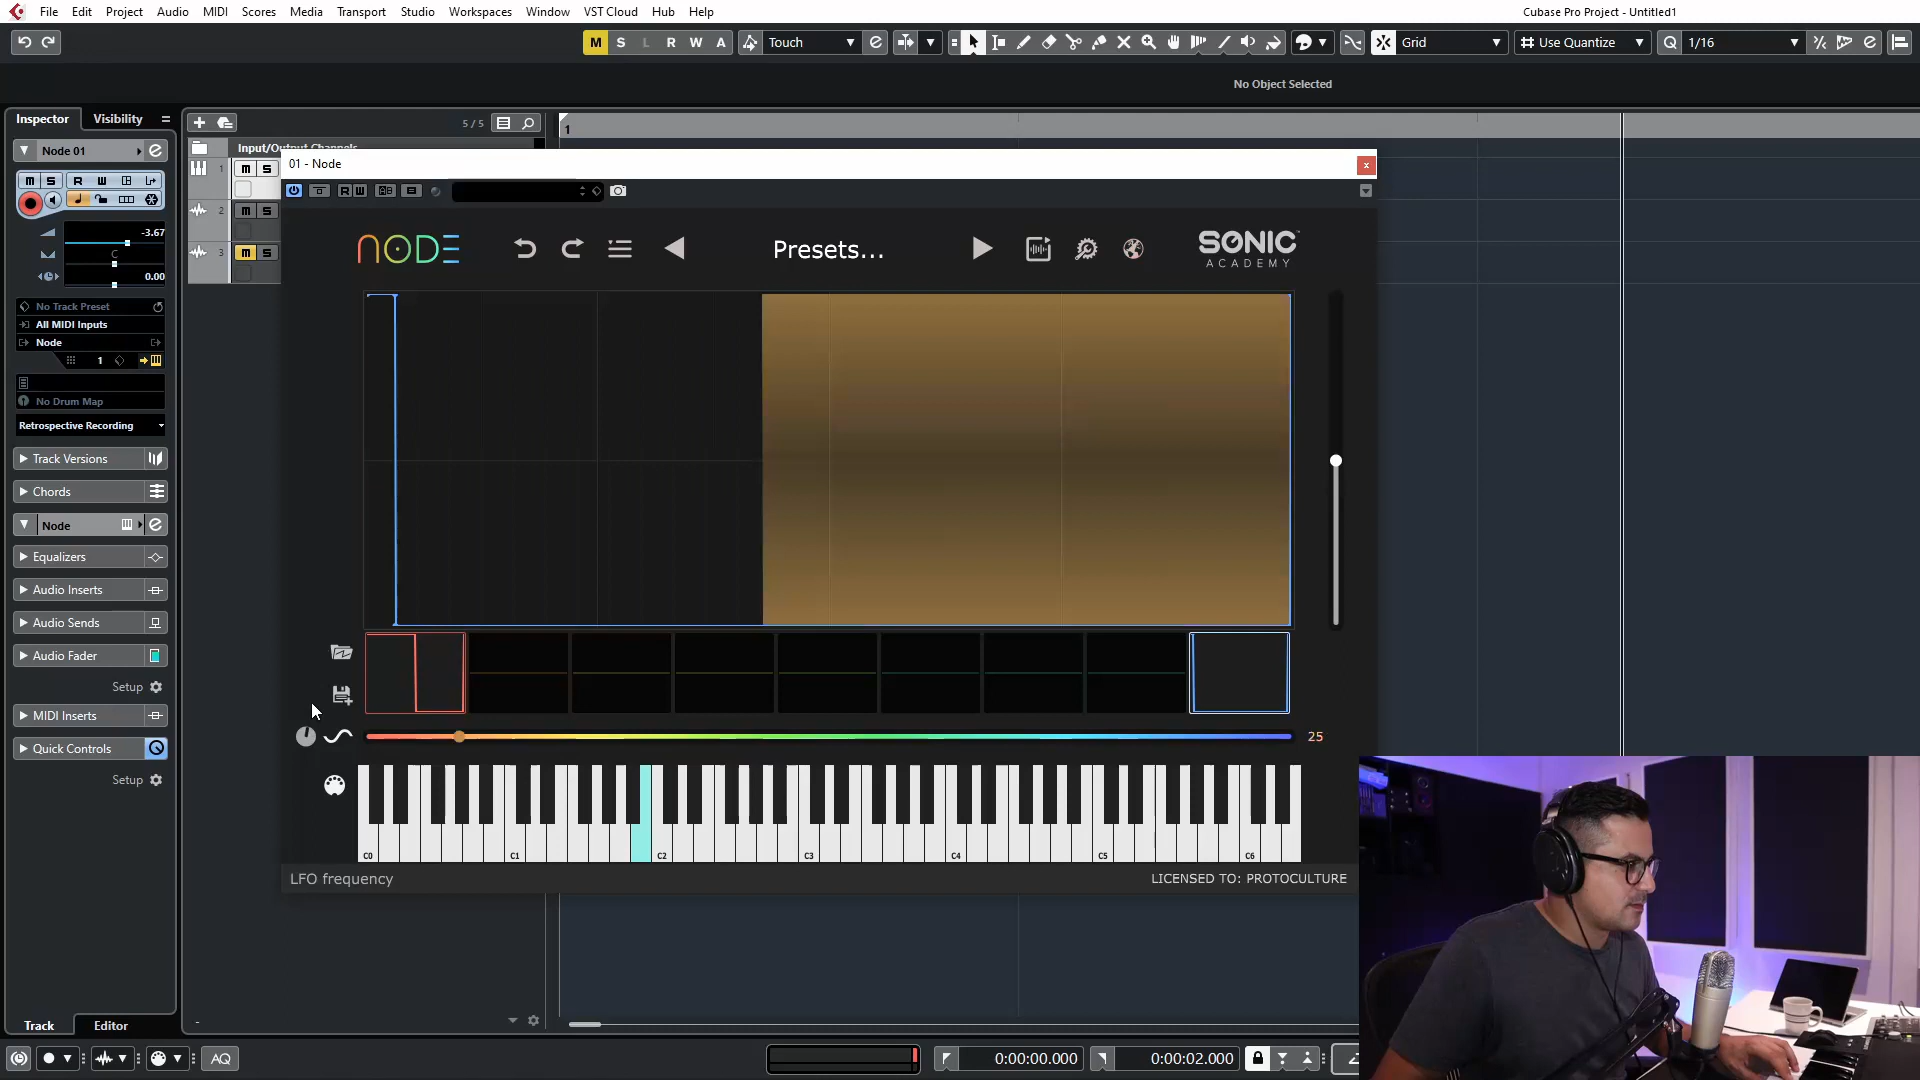 File Edit Project Audio MIDI Scores Media Transport Studio Workspaces Window VST Cloud Hub Help
Cubase Pro Project - Untitled1
M S L R W A Touch Grid Use Quantize Q 1/16
No Object Selected
Inspector Visibility
5 / 5
1
Node 01
Input/Output Channels
M S R W
1 M S
2 M S
3 M S
01 - Node
-3.67
C
0.00
No Track Preset
All MIDI Inputs
Node
1
No Drum Map
Retrospective Recording
NODE
Presets...
SONIC
ACADEMY
Track Versions
Chords
Node
Equalizers
Audio Inserts
Audio Sends
Audio Fader
Setup
MIDI Inserts
Quick Controls
Setup
25
C0 C1 C2 C3 C4 C5 C6
LFO frequency
LICENSED TO: PROTOCULTURE
Track Editor
AQ
0:00:00.000
0:00:02.000